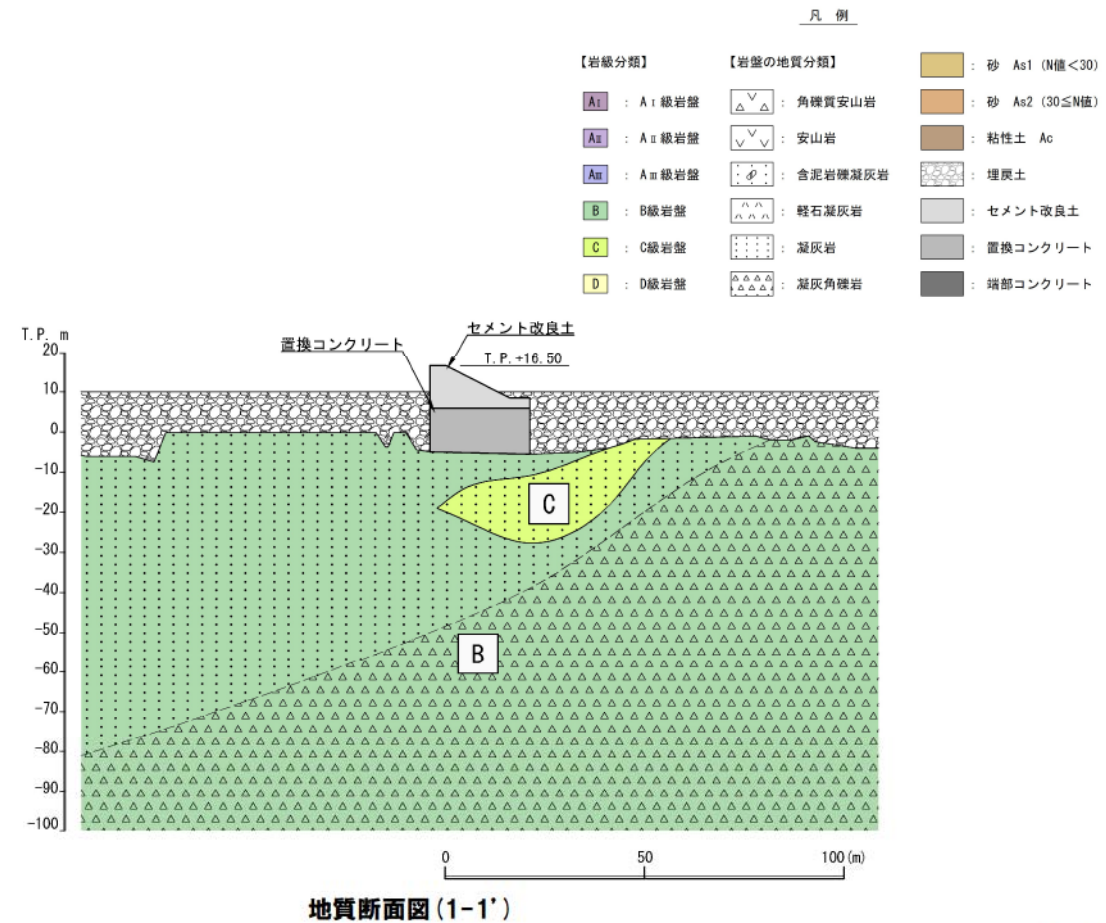 凡 例
【岩級分類】
AⅠ : AⅠ級岩盤
AⅡ : AⅡ級岩盤
AⅢ : AⅢ級岩盤
B : B級岩盤
C : C級岩盤
D : D級岩盤
【岩盤の地質分類】
: 角礫質安山岩
: 安山岩
: 含泥岩礫凝灰岩
: 軽石凝灰岩
: 凝灰岩
: 凝灰角礫岩
: 砂 As1 (N値<30)
: 砂 As2 (30≦N値)
: 粘性土 Ac
: 埋戻土
: セメント改良土
: 置換コンクリート
: 端部コンクリート
T.P. m
20
10
0
-10
-20
-30
-40
-50
-60
-70
-80
-90
-100
置換コンクリート
セメント改良土
T.P.+16.50
C
B
0 50 100(m)
地質断面図(1-1')